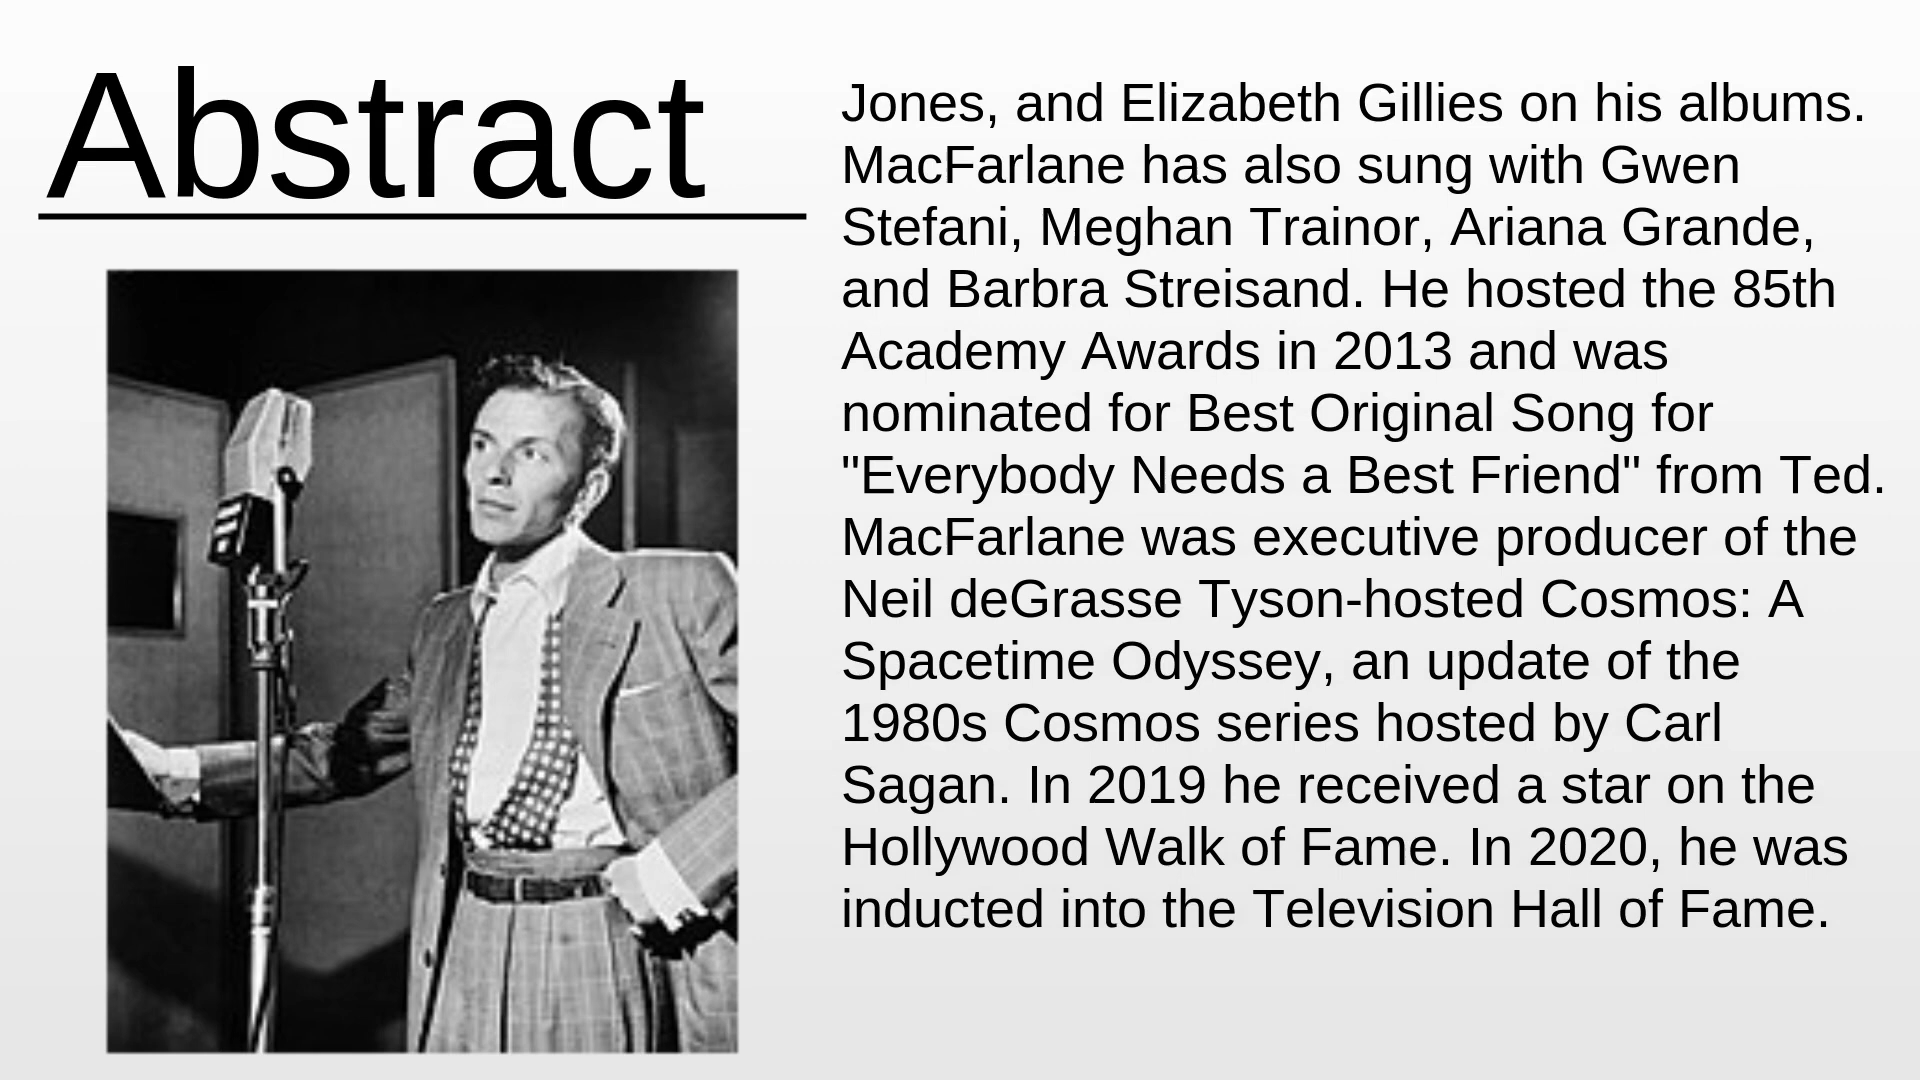 Abstract
Jones, and Elizabeth Gillies on his albums.
MacFarlane has also sung with Gwen
Stefani, Meghan Trainor, Ariana Grande,
and Barbra Streisand. He hosted the 85th
Academy Awards in 2013 and was
nominated for Best Original Song for
"Everybody Needs a Best Friend" from Ted.
MacFarlane was executive producer of the
Neil deGrasse Tyson-hosted Cosmos: A
Spacetime Odyssey, an update of the
1980s Cosmos series hosted by Carl
Sagan. In 2019 he received a star on the
Hollywood Walk of Fame. In 2020, he was
inducted into the Television Hall of Fame.